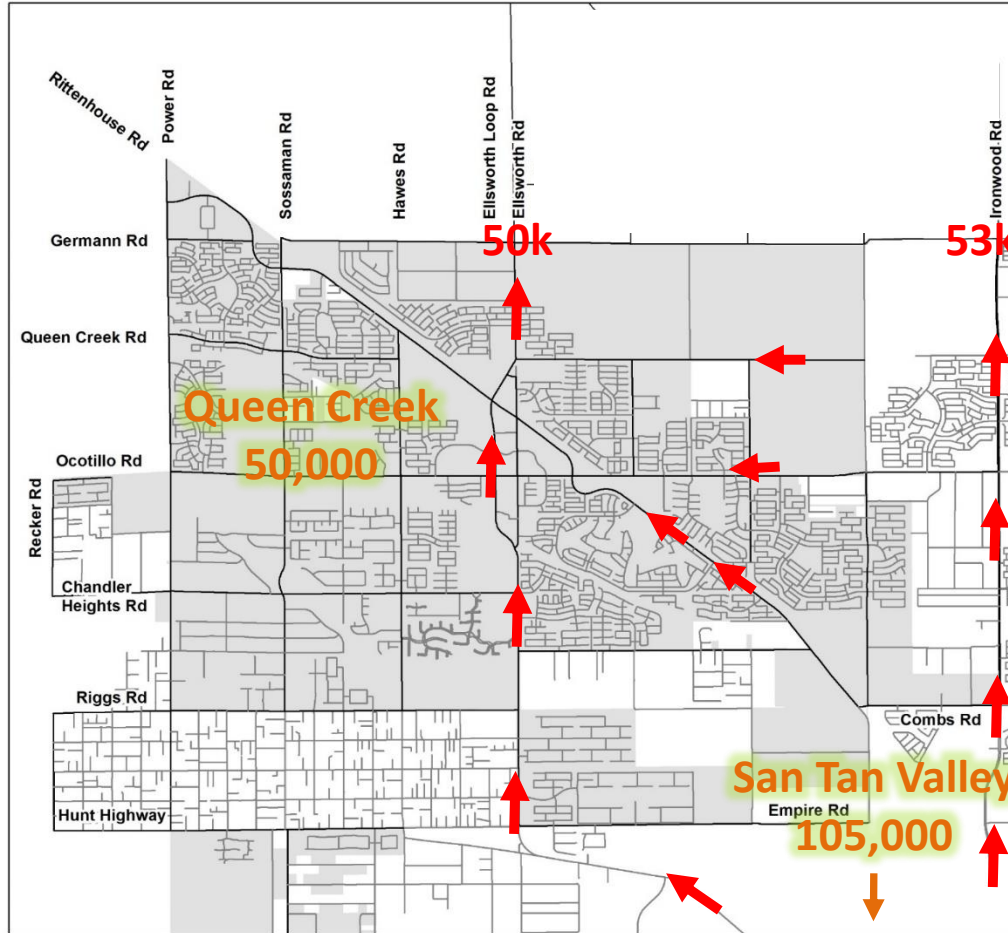 Rittenhouse Rd
Power Rd
Sossaman Rd
Hawes Rd
Ellsworth Loop Rd
Ellsworth Rd
Ironwood Rd
Germann Rd
50k
53k
Queen Creek Rd
Queen Creek
50,000
Ocotillo Rd
Recker Rd
Chandler
Heights Rd
Riggs Rd
Combs Rd
San Tan Valley
105,000
Empire Rd
Hunt Highway